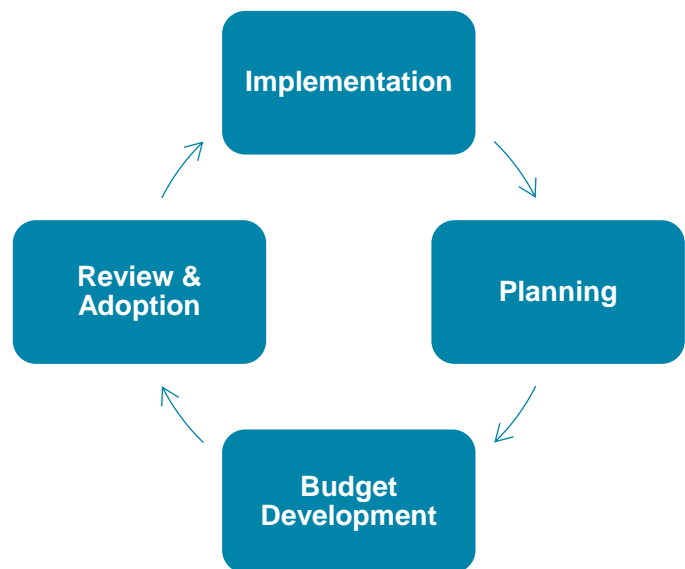 Implementation
Review &
Adoption
Planning
Budget
Development